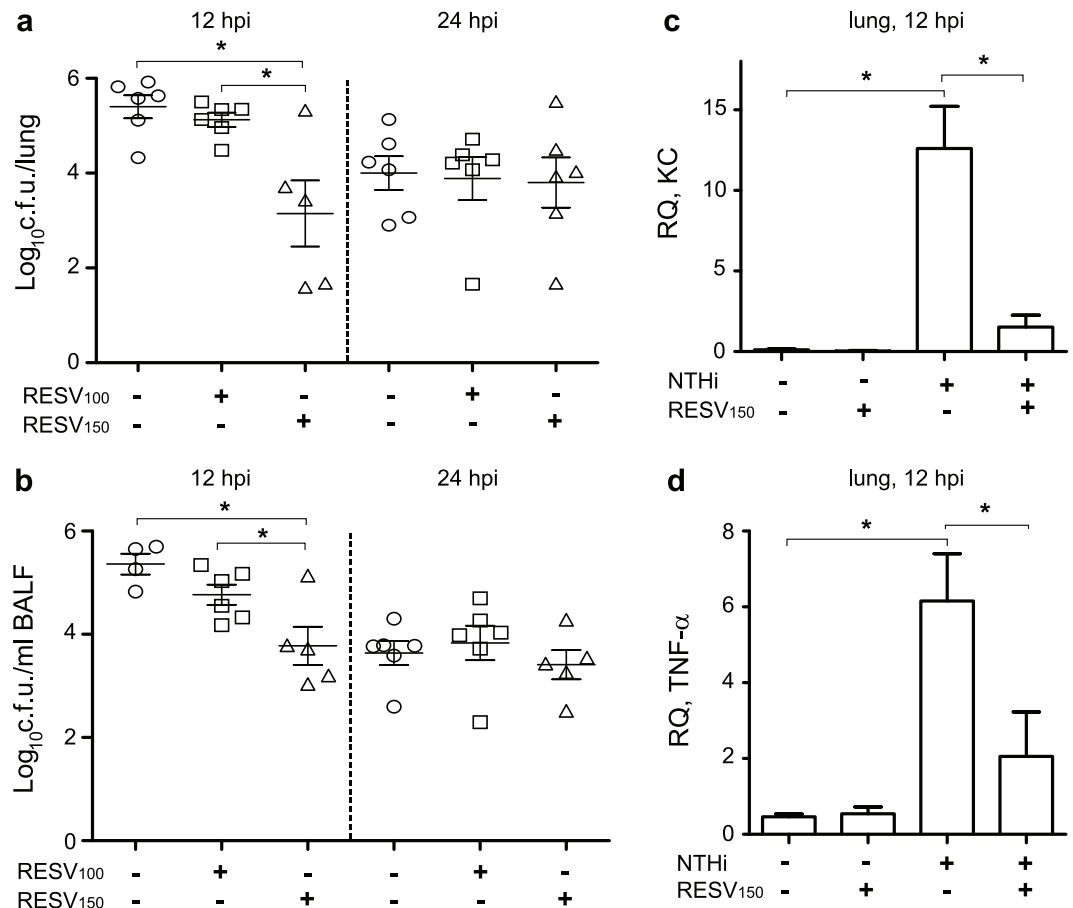 a
12 hpi
24 hpi
*
*
Log10c.f.u./lung
6
4
2
0
RESV100 - + - - + -
RESV150 - - + - - +
b
12 hpi
24 hpi
*
*
Log10c.f.u./ml BALF
6
4
2
0
RESV100 - + - - + -
RESV150 - - + - - +
c
lung, 12 hpi
*
*
RQ, KC
15
10
5
0
NTHi - - + +
RESV150 - + - +
d
lung, 12 hpi
*
*
RQ, TNF-α
8
6
4
2
0
NTHi - - + +
RESV150 - + - +